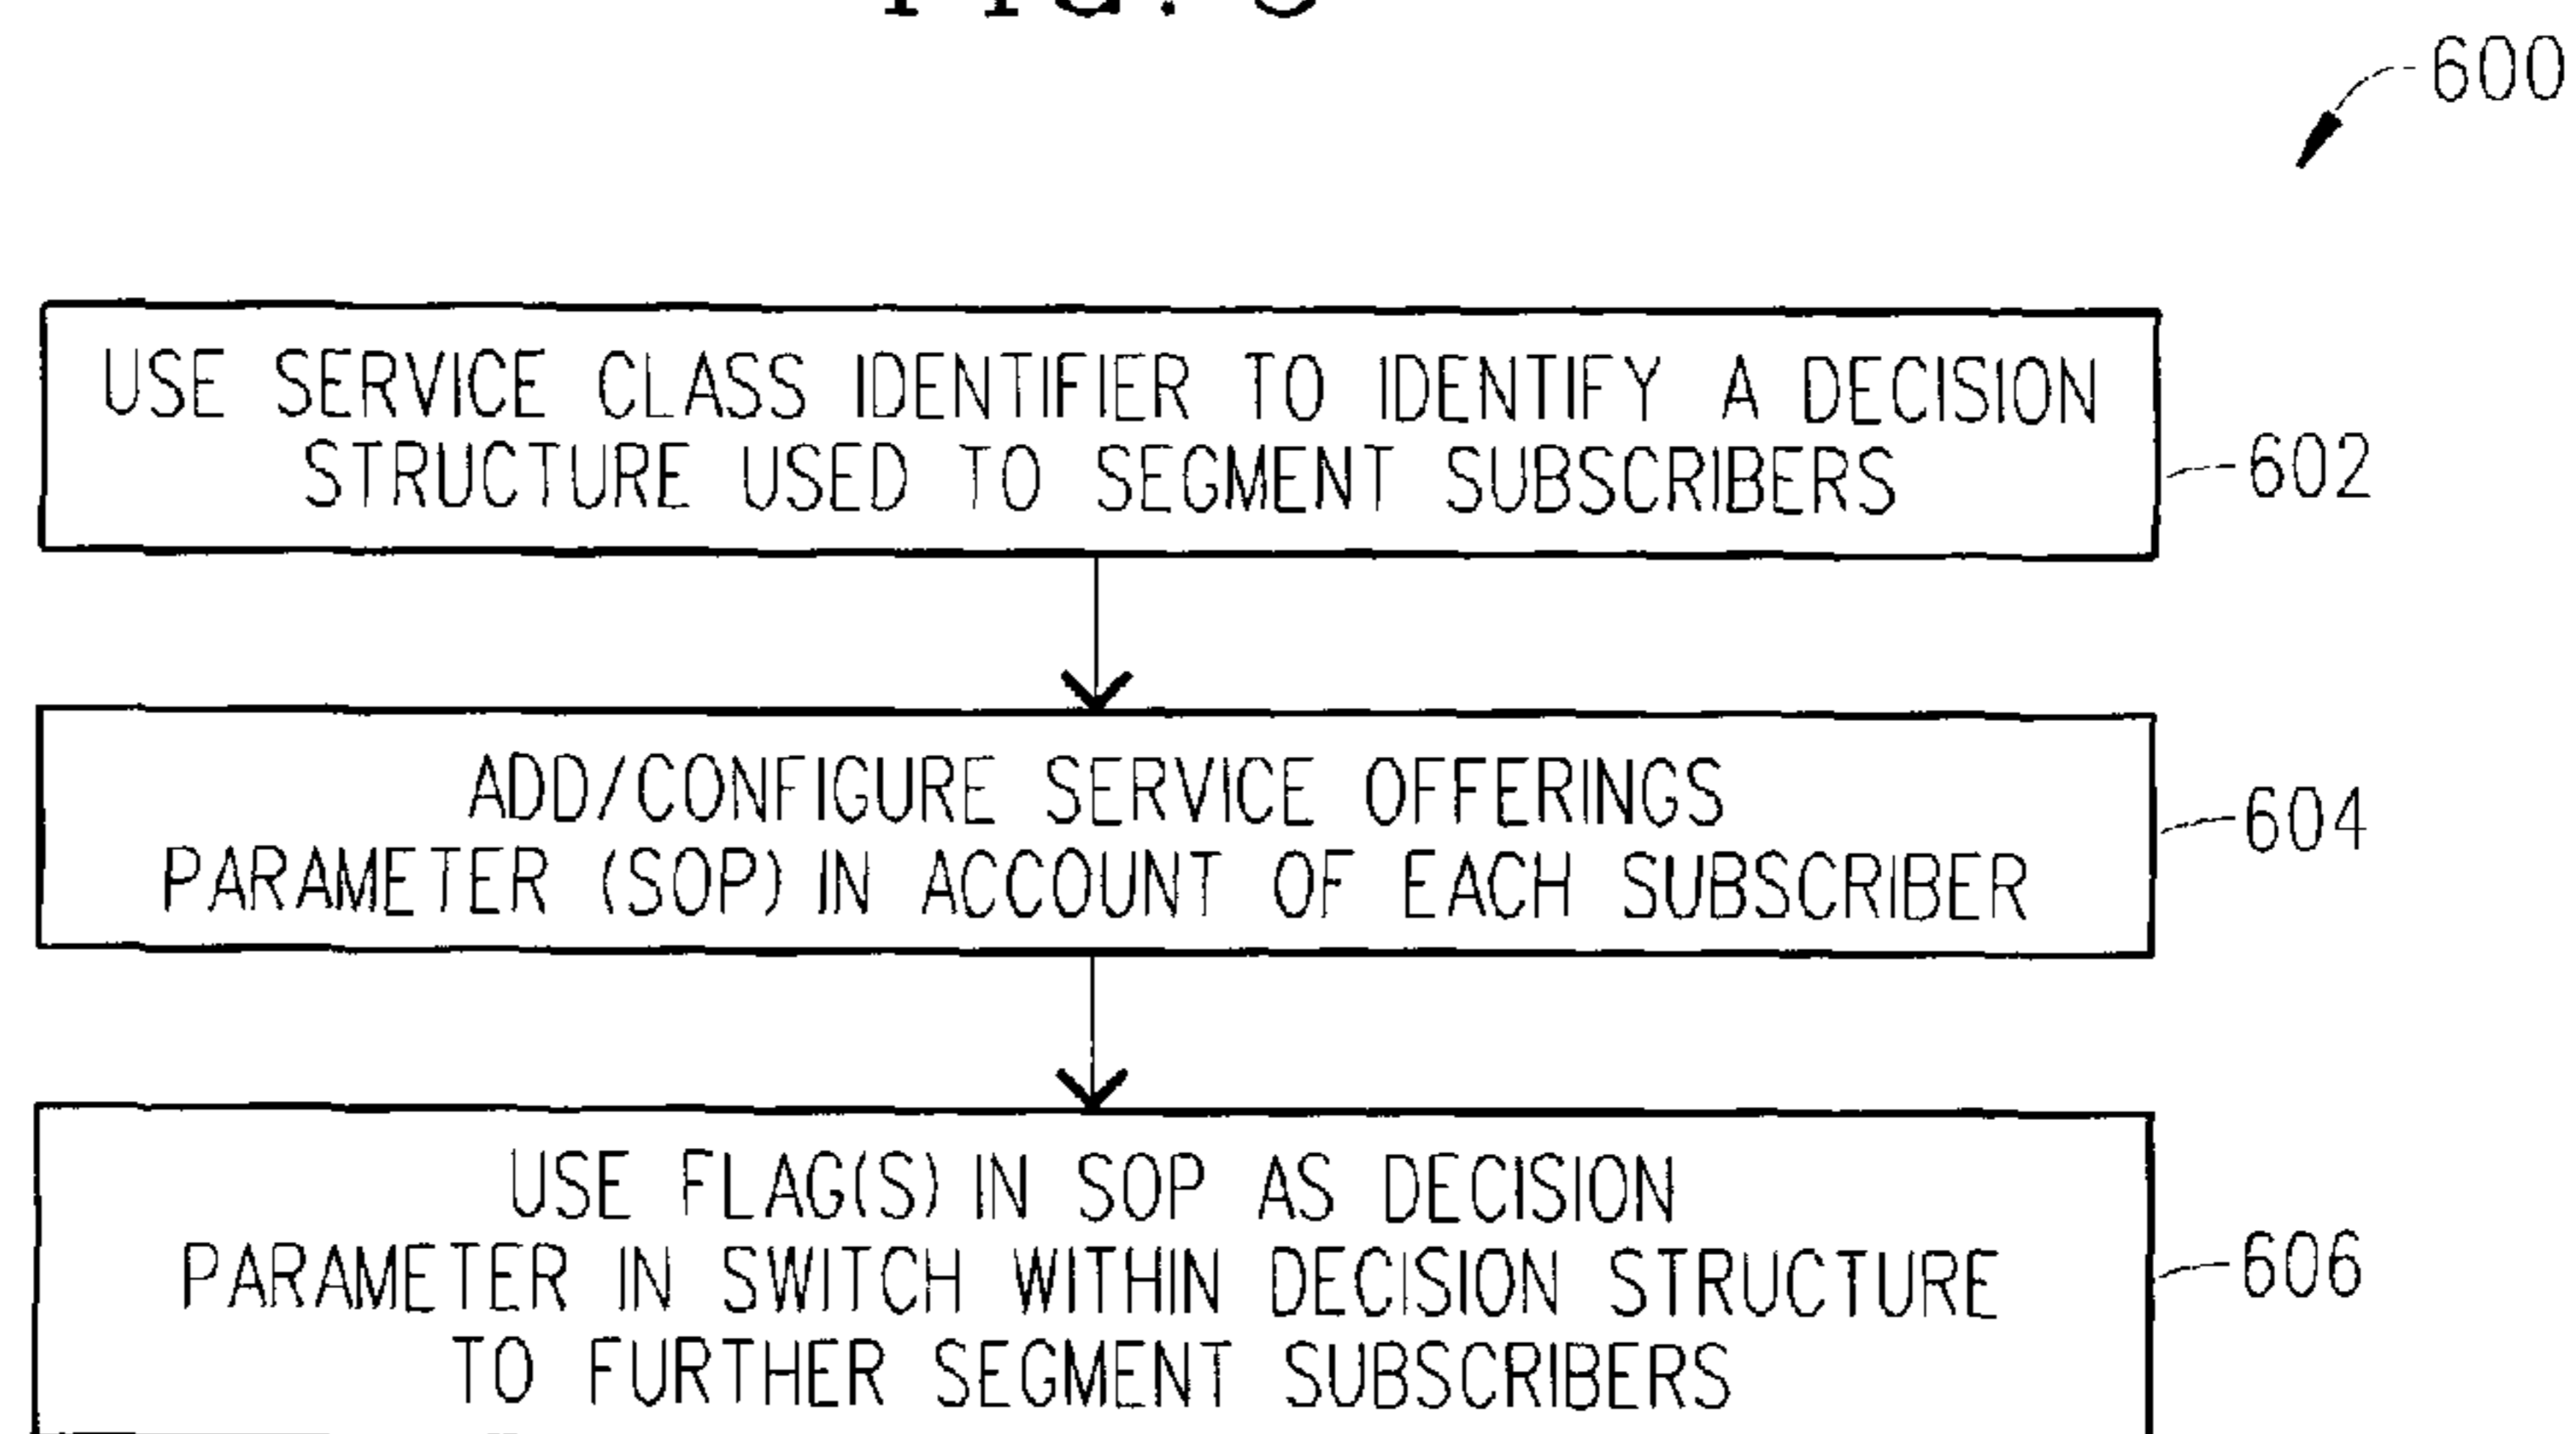 600
USE SERVICE CLASS IDENTIFIER TO IDENTIFY A DECISION
STRUCTURE USED TO SEGMENT SUBSCRIBERS
602
ADD/CONFIGURE SERVICE OFFERINGS
PARAMETER (SOP) IN ACCOUNT OF EACH SUBSCRIBER
604
USE FLAG(S) IN SOP AS DECISION
PARAMETER IN SWITCH WITHIN DECISION STRUCTURE
TO FURTHER SEGMENT SUBSCRIBERS
606